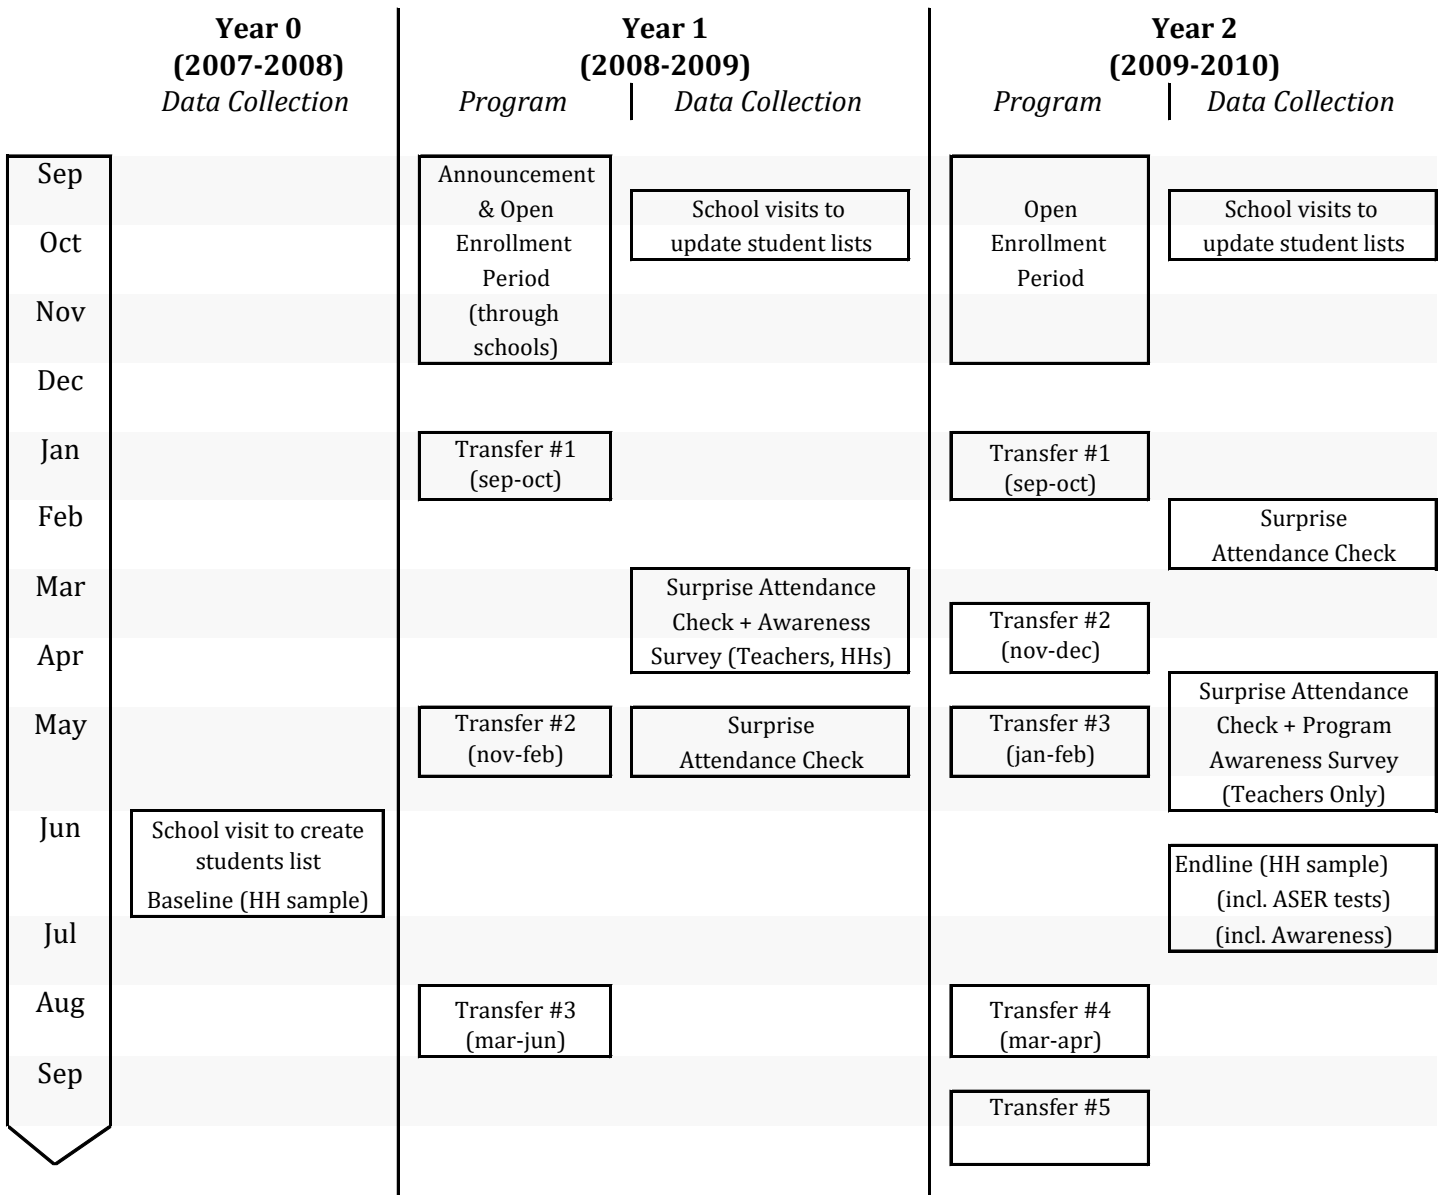 Year 0
(2007-2008)
Data Collection
Year 1
(2008-2009)
Program
Data Collection
Year 2
(2009-2010)
Program
Data Collection
Sep
Oct
Nov
Dec
Jan
Feb
Mar
Apr
May
Jun
Jul
Aug
Sep
School visit to create
students list
Baseline (HH sample)
Announcement
& Open
Enrollment
Period
(through
schools)
Transfer #1
(sep-oct)
Transfer #2
(nov-feb)
Transfer #3
(mar-jun)
School visits to
update student lists
Surprise Attendance
Check + Awareness
Survey (Teachers, HHs)
Surprise
Attendance Check
Open
Enrollment
Period
Transfer #1
(sep-oct)
Transfer #2
(nov-dec)
Transfer #3
(jan-feb)
Transfer #4
(mar-apr)
Transfer #5
School visits to
update student lists
Surprise
Attendance Check
Surprise Attendance
Check + Program
Awareness Survey
(Teachers Only)
Endline (HH sample)
(incl. ASER tests)
(incl. Awareness)